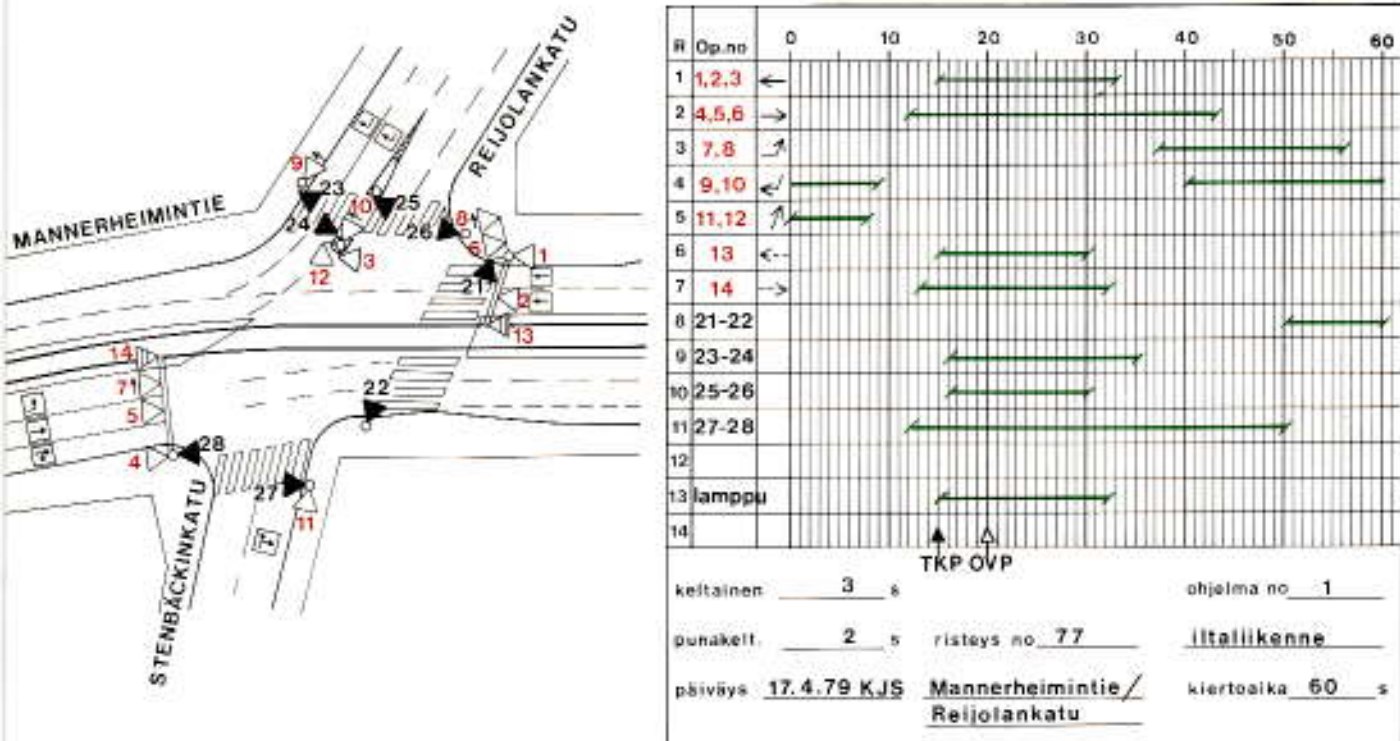 MANNERHEIMINTIE
REIJOLANKATU
STENBÄCKINKATU
9
23
24
10
25
26
8
6
1
12
3
21
2
13
14
7
5
4
22
28
27
11
R Op.no 0 10 20 30 40 50 60
1 1,2,3 ←
2 4,5,6 →
3 7,8
4 9,10
5 11,12
6 13
7 14
8 21-22
9 23-24
10 25-26
11 27-28
12
13 lamppu
14
TKP OVP
keltainen 3 s ohjelma no 1
punakelt. 2 s risteys no 77 iltaliikenne
päiväys 17.4.79 KJS Mannerheimintie/ kiertoaika 60 s
Reijolankatu